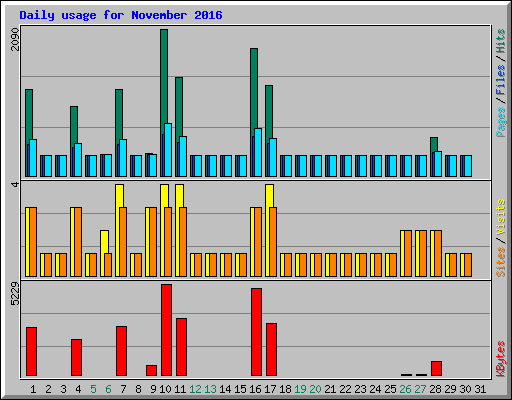 Daily usage for November 2016
2090
Pages / Files / Hits
4
Sites / Visits
5229
KBytes
1 2 3 4 5 6 7 8 9 10 11 12 13 14 15 16 17 18 19 20 21 22 23 24 25 26 27 28 29 30 31